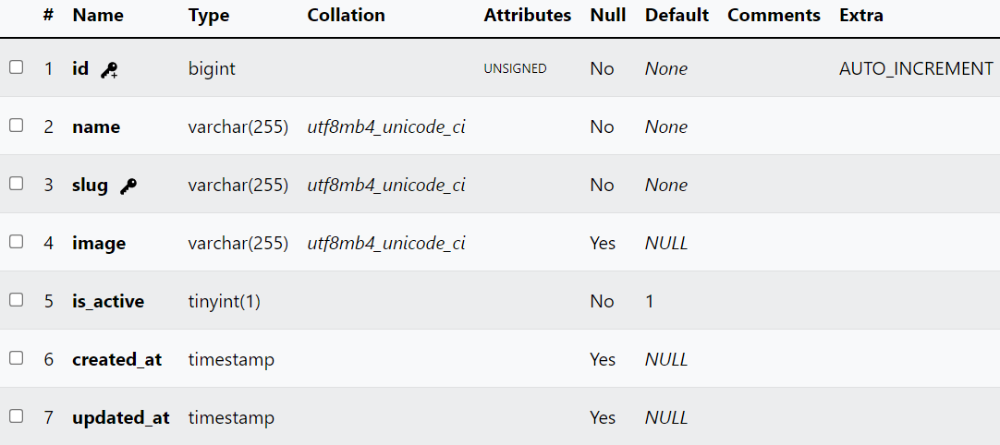 # Name Type Collation Attributes Null Default Comments Extra
1 id bigint UNSIGNED No None AUTO_INCREMENT
2 name varchar(255) utf8mb4_unicode_ci No None
3 slug varchar(255) utf8mb4_unicode_ci No None
4 image varchar(255) utf8mb4_unicode_ci Yes NULL
5 is_active tinyint(1) No 1
6 created_at timestamp Yes NULL
7 updated_at timestamp Yes NULL